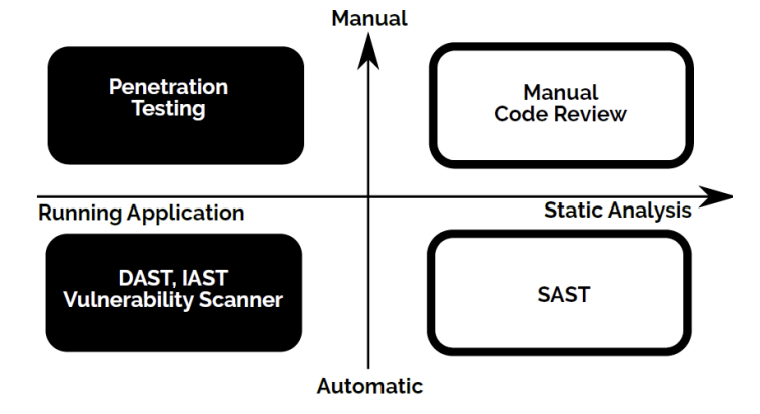 Manual
Penetration
Testing
Manual
Code Review
Running Application
Static Analysis
DAST, IAST
Vulnerability Scanner
SAST
Automatic